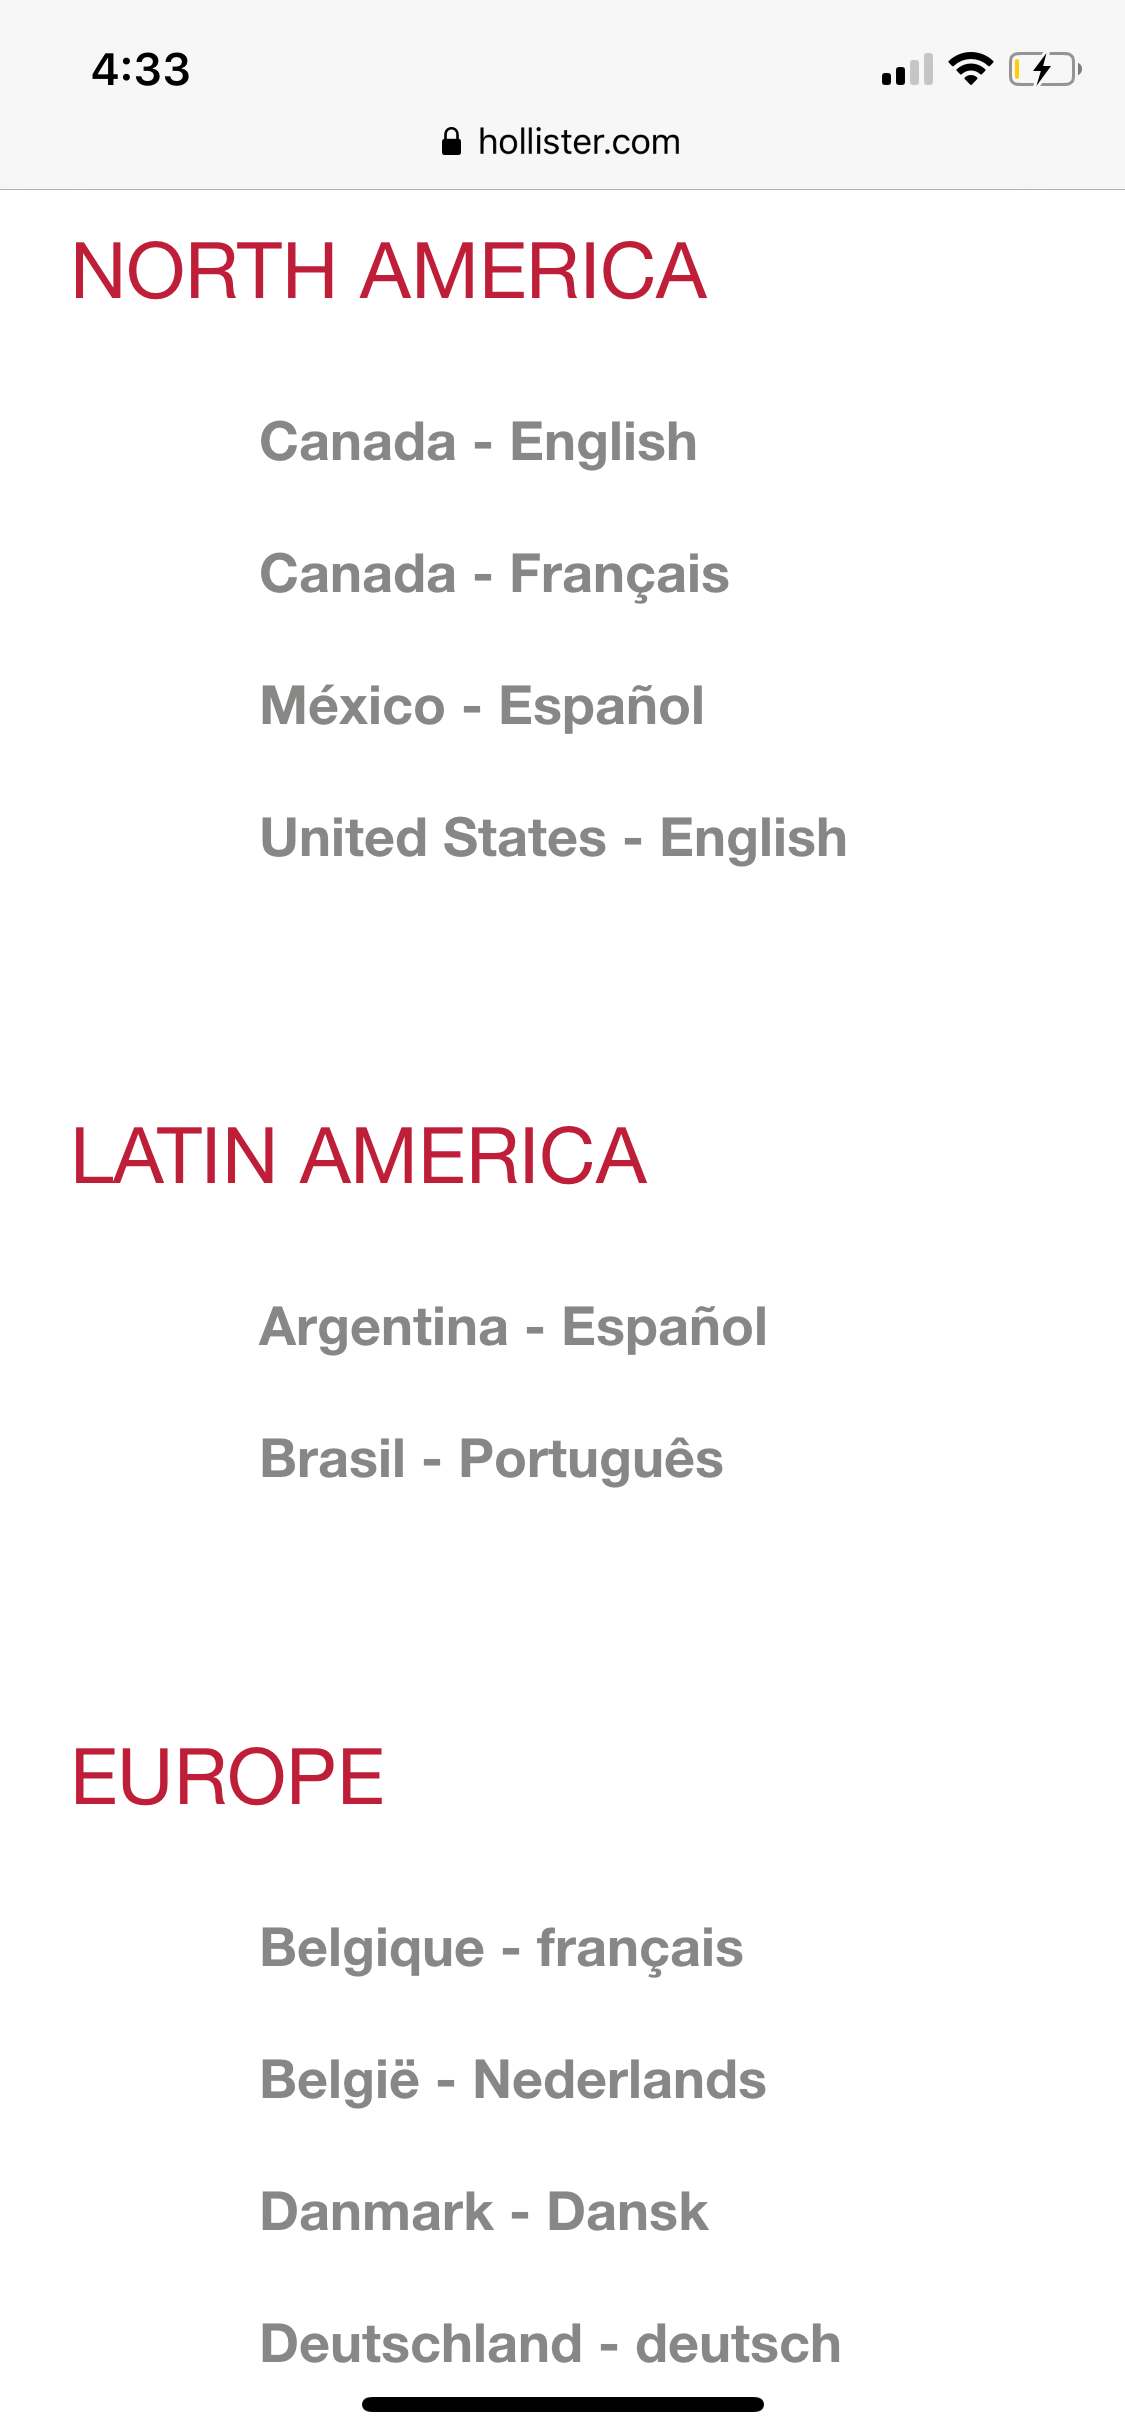 4:33
hollister.com
NORTH AMERICA
Canada - English
Canada - Français
México - Español
United States - English
LATIN AMERICA
Argentina - Español
Brasil - Português
EUROPE
Belgique - français
België - Nederlands
Danmark - Dansk
Deutschland - deutsch